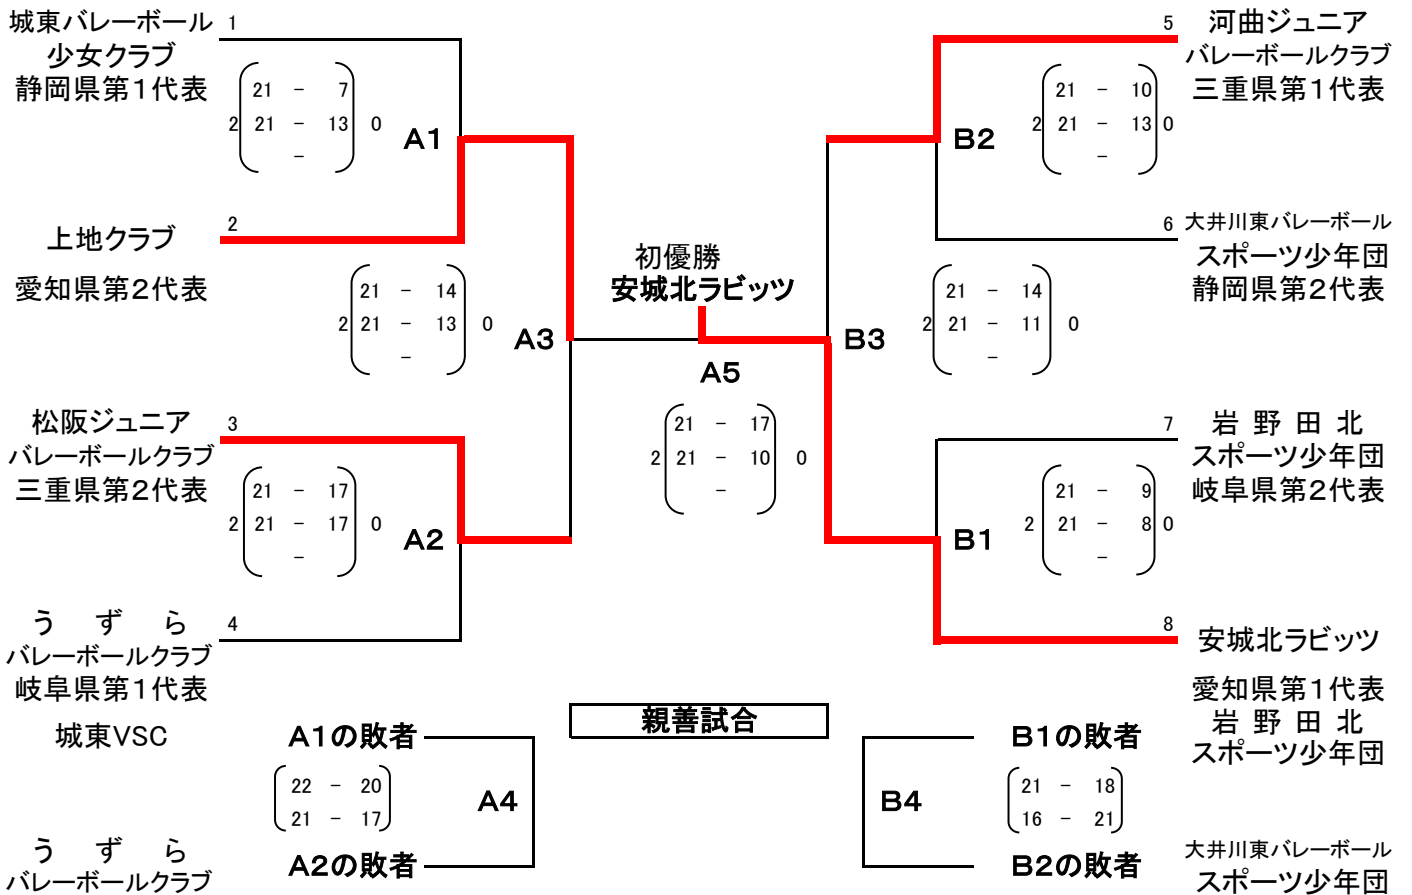 城東バレーボール 1
少女クラブ
静岡県第1代表
21 - 7
2 21 - 13 0
-
A1
2
上地クラブ
愛知県第2代表
21 - 14
2 21 - 13 0
-
A3
松阪ジュニア 3
バレーボールクラブ
三重県第2代表
21 - 17
2 21 - 17 0
-
A2
うずら 4
バレーボールクラブ
岐阜県第1代表
初優勝
安城北ラビッツ
A5
21 - 17
2 21 - 10 0
-
5 河曲ジュニア
バレーボールクラブ
三重県第1代表
21 - 10
2 21 - 13 0
-
B2
6 大井川東バレーボール
スポーツ少年団
静岡県第2代表
21 - 14
2 21 - 11 0
-
B3
7 岩野田北
スポーツ少年団
岐阜県第2代表
21 - 9
2 21 - 8 0
-
B1
8
安城北ラビッツ
愛知県第1代表
親善試合
城東VSC A1の敗者
22 - 20
21 - 17
A4
うずら
バレーボールクラブ
A2の敗者
B1の敗者
岩野田北
スポーツ少年団
21 - 18
16 - 21
B4
B2の敗者
大井川東バレーボール
スポーツ少年団